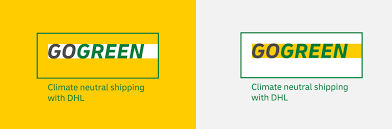 GOGREEN
Climate neutral shipping
with DHL
GOGREEN
Climate neutral shipping
with DHL